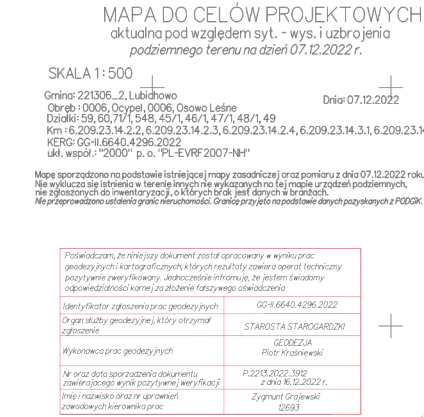 MAPA DO CELÓW PROJEKTOWYCH
aktualna pod względem syt. - wys. i uzbrojenia
podziemnego terenu na dzień 07.12.2022 r.
SKALA 1 : 500
Gmina: 221306_2, Lubichowo
Dnia: 07.12.2022
Obręb : 0006, Ocypel, 0006, Osowo Leśne
Działki: 59, 60, 71/1, 548, 45/1, 46/1, 47/1, 48/1, 49
Km : 6.209.23.14.2.2, 6.209.23.14.2.3, 6.209.23.14.2.4, 6.209.23.14.3.1, 6.209.23.14
KERG: GG-II.6640.4296.2022
ukł. współ.: "2000" p. o. "PL-EVRF2007-NH"
Mapę sporządzono na podstawie istniejącej mapy zasadniczej oraz pomiaru z dnia 07.12.2022 roku
Nie wyklucza się istnienia w terenie innych nie wykazanych na tej mapie urządzeń podziemnych,
nie zgłoszonych do inwentaryzacji, o których brak jest danych w branżach.
Nie przeprowadzono ustalenia granic nieruchomości. Granicę przyjęto na podstawie danych pozyskanych z PODGiK.
Poświadczam, że niniejszy dokument został opracowany w wyniku prac
geodezyjnych i kartograficznych, których rezultaty zawiera operat techniczny
pozytywnie zweryfikowany. Jednocześnie informuję, że jestem świadomy
odpowiedzialności karnej za złożenie fałszywego oświadczenia
Identyfikator zgłoszenia prac geodezyjnych
GG-II.6640.4296.2022
Organ służby geodezyjnej, który otrzymał
zgłoszenie
STAROSTA STAROGARDZKI
Wykonawca prac geodezyjnych
GEODEZJA
Piotr Krośniewski
Nr oraz data sporządzenia dokumentu
zawierającego wynik pozytywnej weryfikacji
P.2213.2022.3912
z dnia 16.12.2022 r.
Imię i nazwisko oraz nr uprawnień
zawodowych kierownika prac
Zygmunt Grajewski
12693